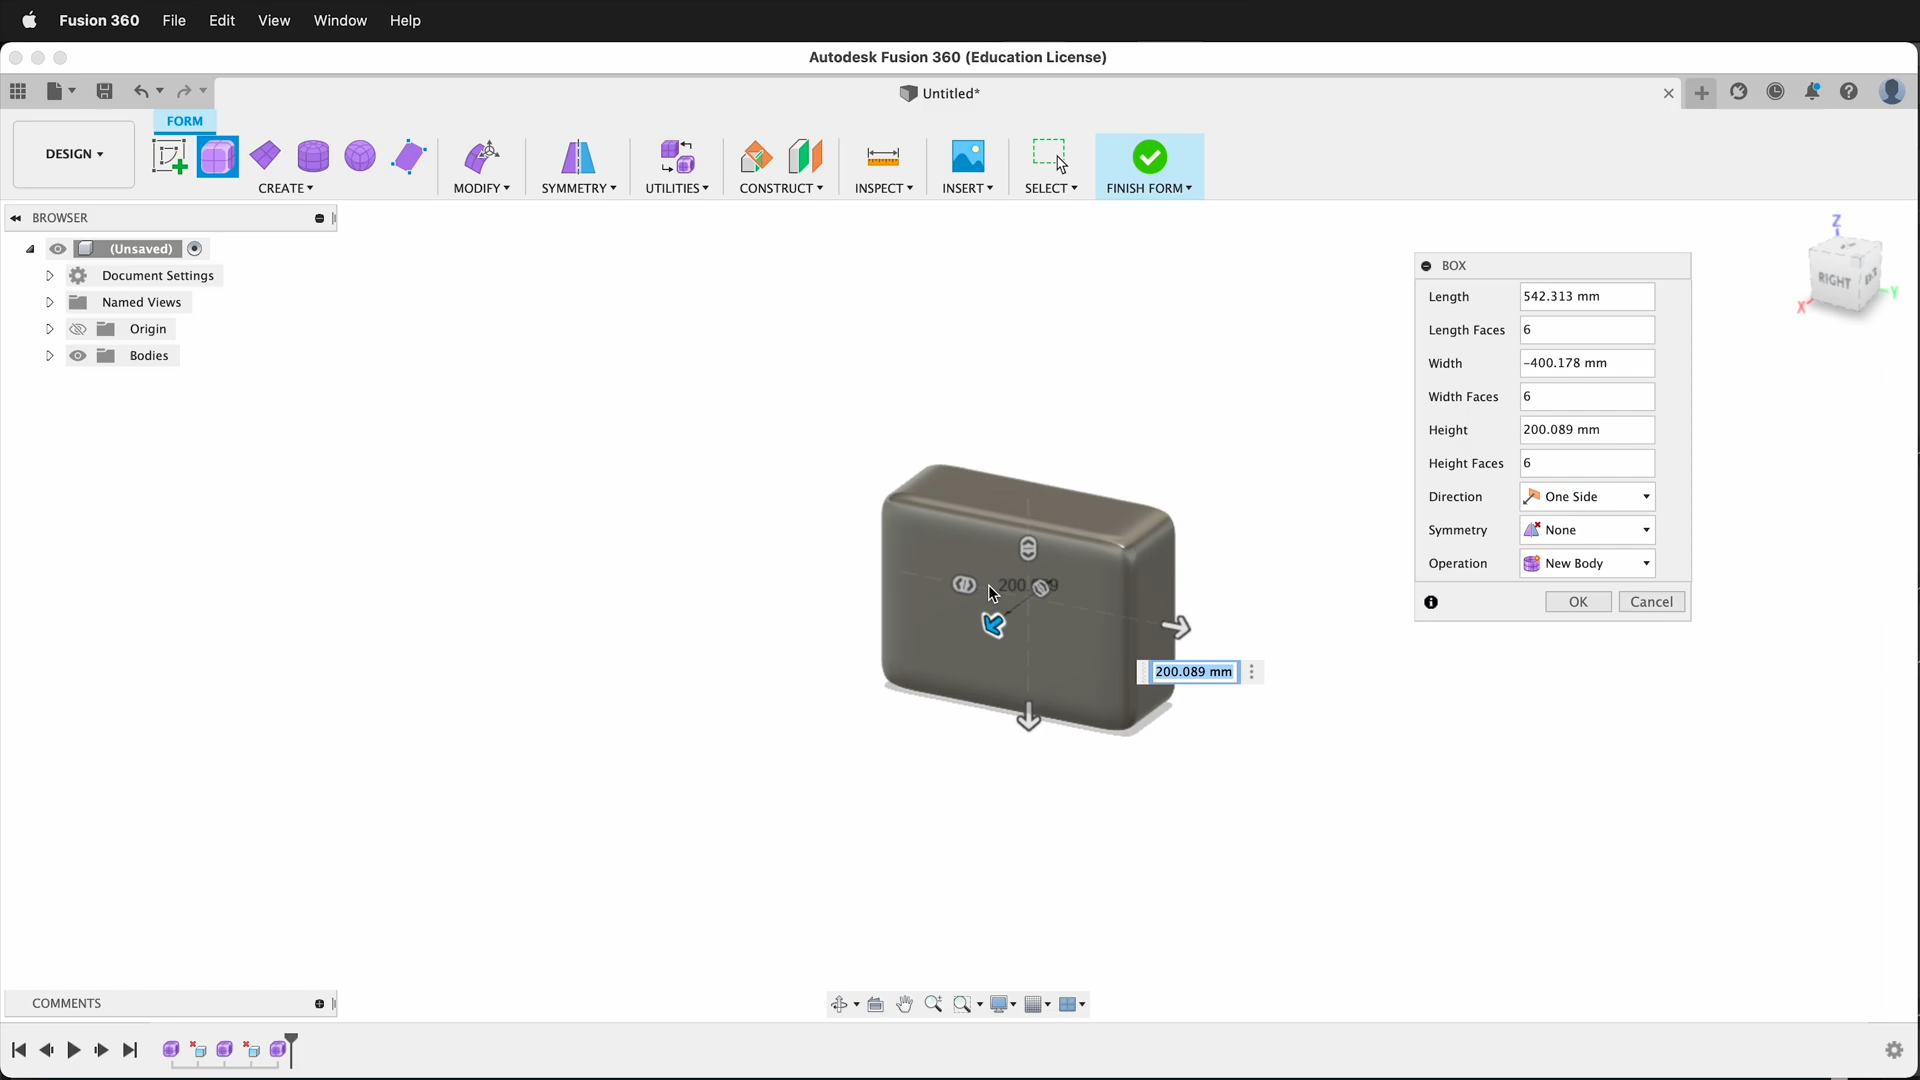 Fusion 360 File Edit View Window Help
Autodesk Fusion 360 (Education License)
Untitled*
FORM
DESIGN
CREATE MODIFY SYMMETRY UTILITIES CONSTRUCT INSPECT INSERT SELECT FINISH FORM
BROWSER
(Unsaved)
Document Settings
Named Views
Origin
Bodies
BOX
Length 542.313 mm
Length Faces 6
Width -400.178 mm
Width Faces 6
Height 200.089 mm
Height Faces 6
Direction One Side
Symmetry None
Operation New Body
OK Cancel
Z
RIGHT
X
Y
200.089 mm
COMMENTS